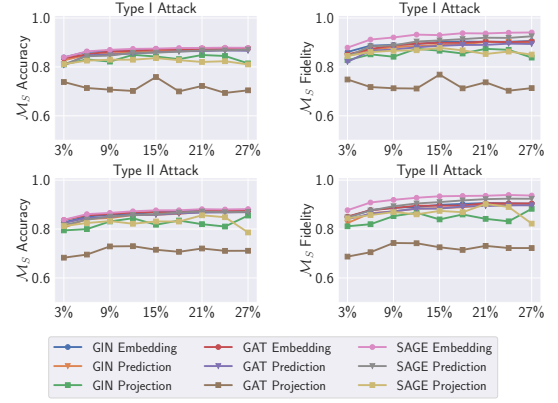 Type I Attack
Type I Attack
1.0
0.8
0.6
M_S Accuracy
3% 9% 15% 21% 27%
1.0
0.8
0.6
M_S Fidelity
3% 9% 15% 21% 27%
Type II Attack
Type II Attack
1.0
0.8
0.6
M_S Accuracy
3% 9% 15% 21% 27%
1.0
0.8
0.6
M_S Fidelity
3% 9% 15% 21% 27%
GIN Embedding GAT Embedding SAGE Embedding
GIN Prediction GAT Prediction SAGE Prediction
GIN Projection GAT Projection SAGE Projection